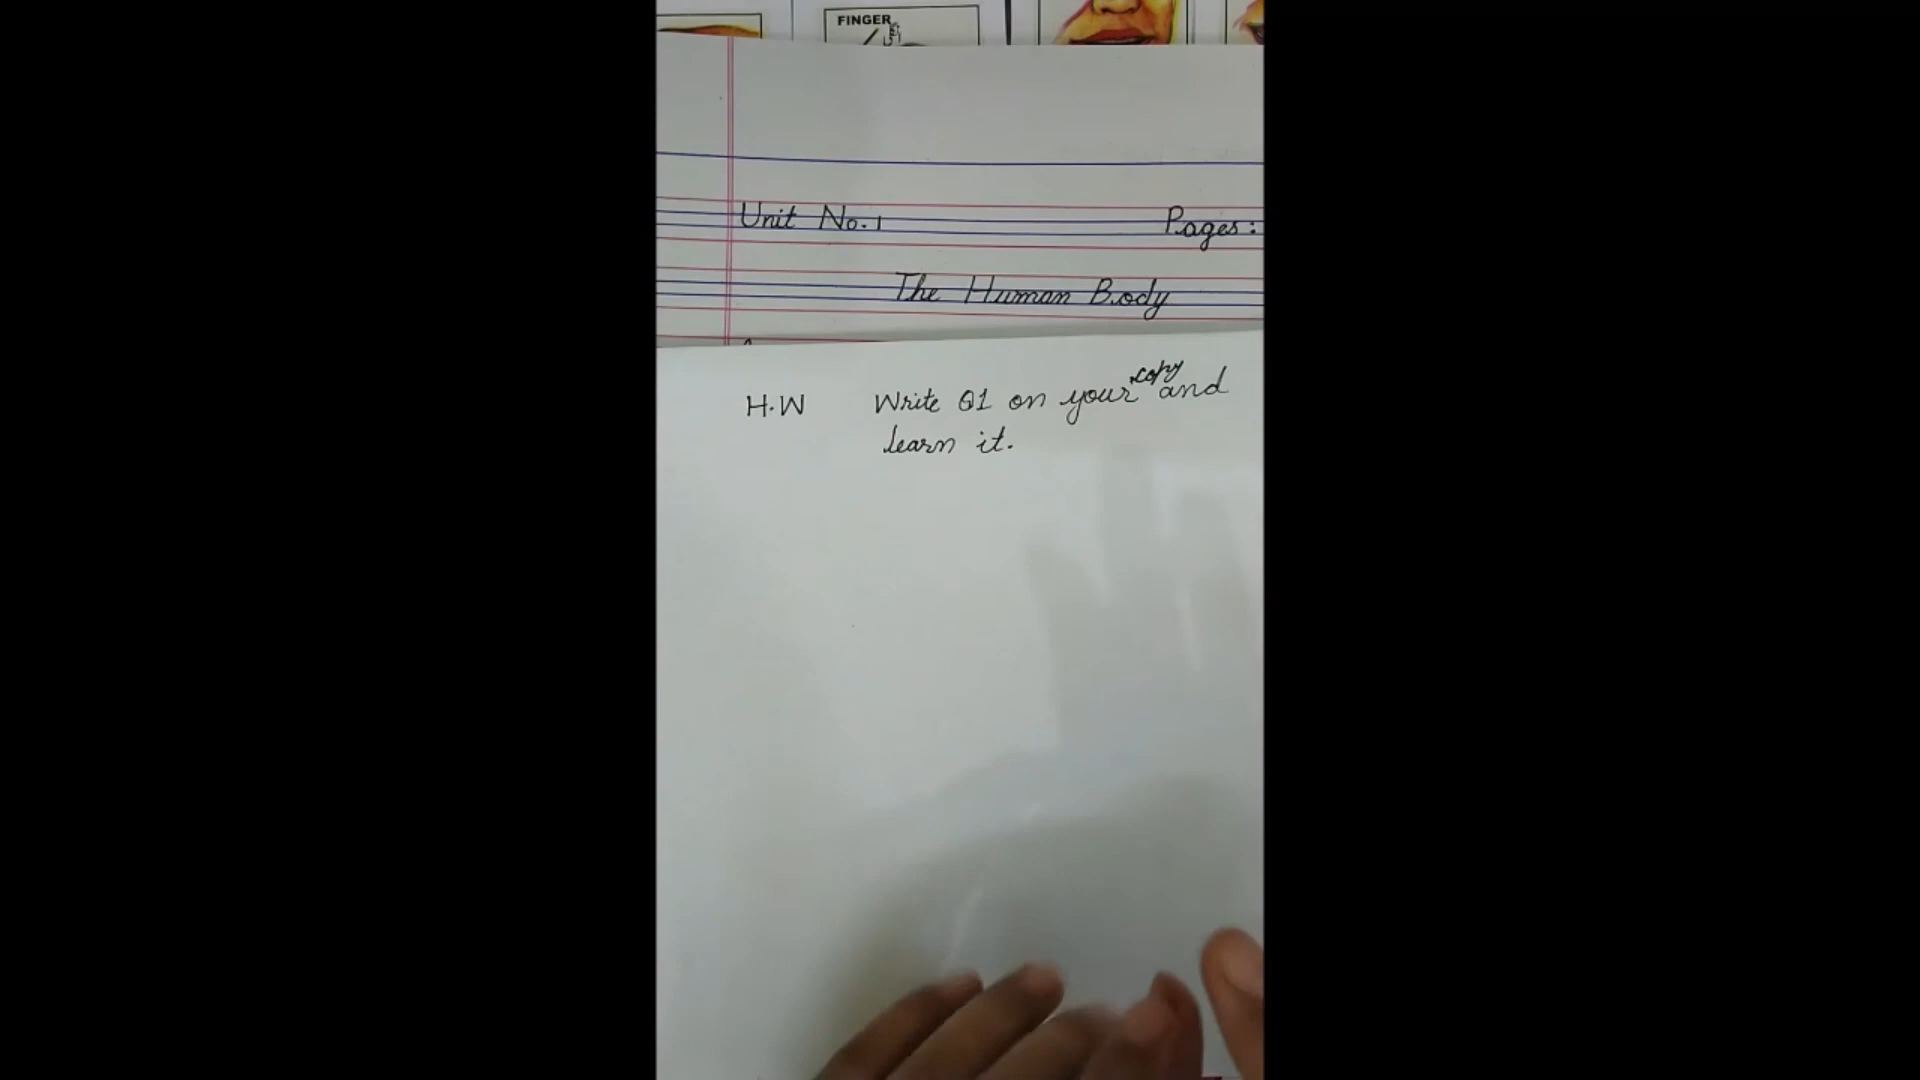 FINGER
Unit No. 1 Pages:
The Human Body
H.W Write Q1 on your copy and
learn it.